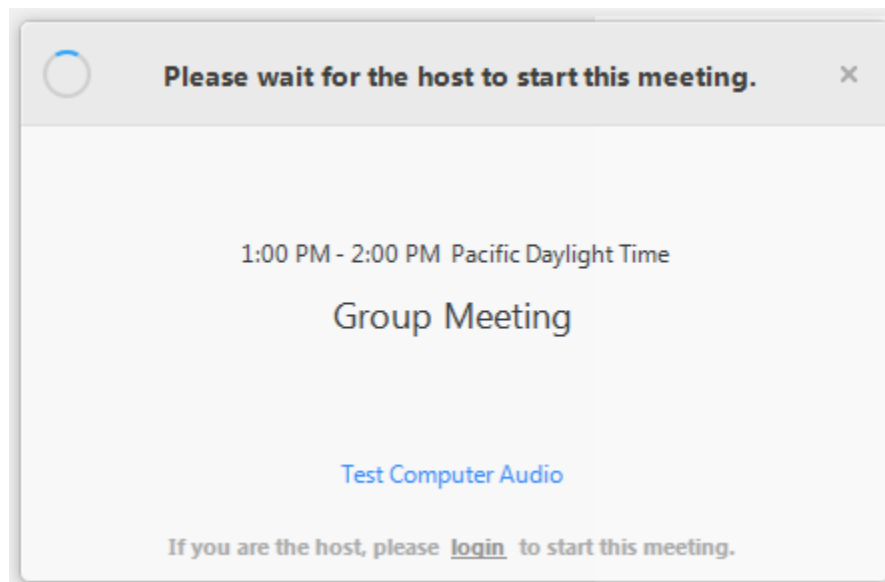 Please wait for the host to start this meeting.
1:00 PM - 2:00 PM Pacific Daylight Time
Group Meeting
Test Computer Audio
If you are the host, please login to start this meeting.